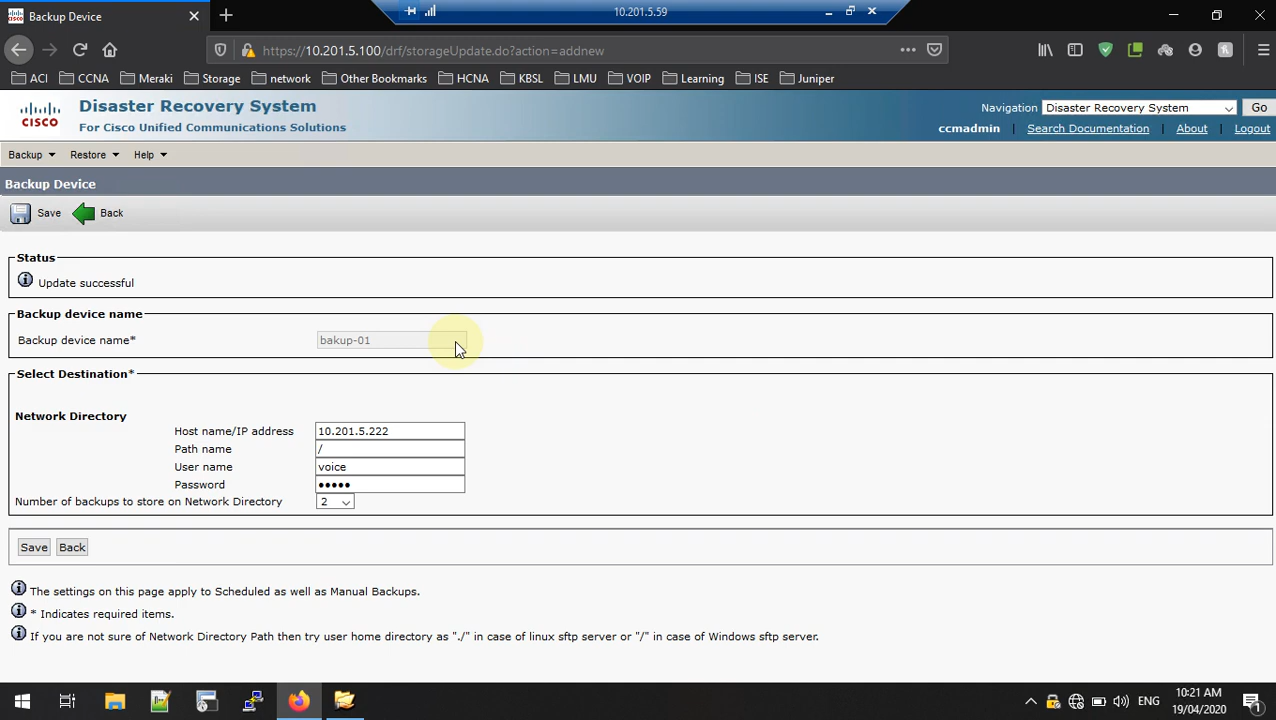 Backup Device
10.201.5.59
https://10.201.5.100/drf/storageUpdate.do?action=addnew
ACI CCNA Meraki Storage network Other Bookmarks HCNA KBSL LMU VOIP Learning ISE Juniper
CISCO
Disaster Recovery System
For Cisco Unified Communications Solutions
Navigation Disaster Recovery System Go
ccmadmin | Search Documentation | About | Logout
Backup Restore Help
Backup Device
Save Back
Status
Update successful
Backup device name
Backup device name* bakup-01
Select Destination*
Network Directory
Host name/IP address 10.201.5.222
Path name /
User name voice
Password •••••
Number of backups to store on Network Directory 2
Save Back
The settings on this page apply to Scheduled as well as Manual Backups.
* Indicates required items.
If you are not sure of Network Directory Path then try user home directory as "./" in case of linux sftp server or "/" in case of Windows sftp server.
ENG
10:21 AM
19/04/2020
1